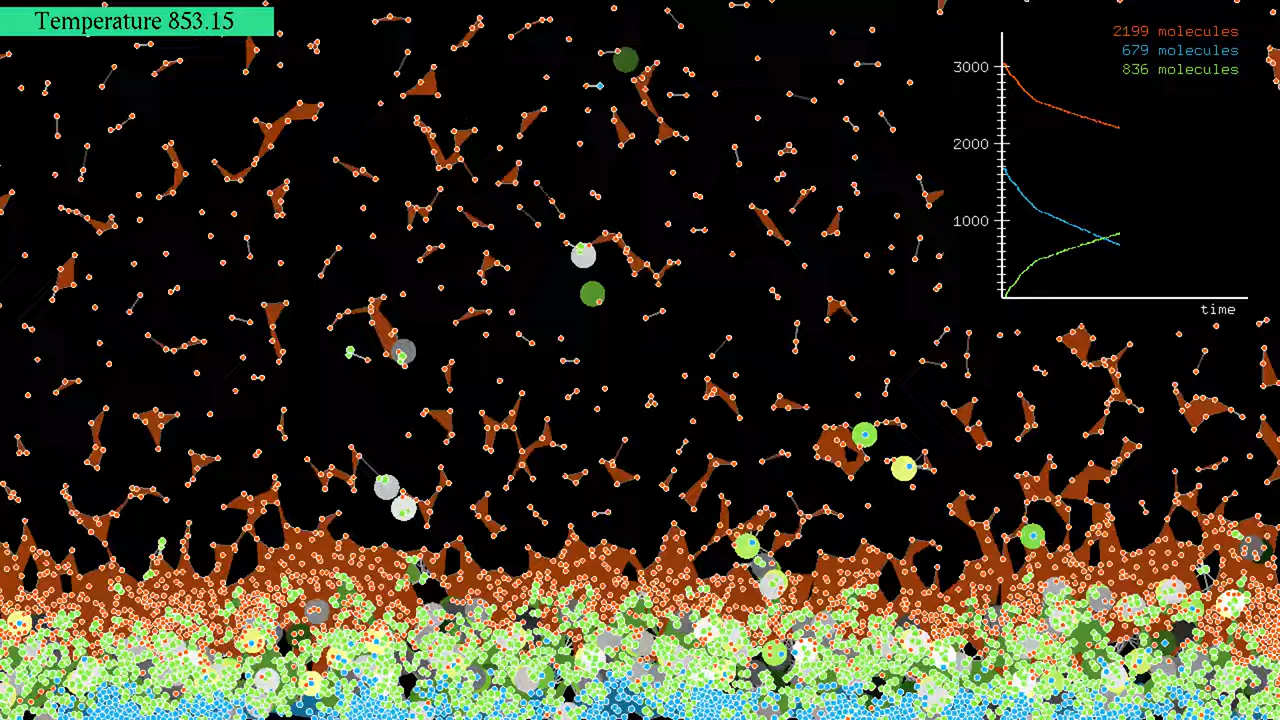 Temperature 853.15
2199 molecules
679 molecules
836 molecules
3000
2000
1000
time